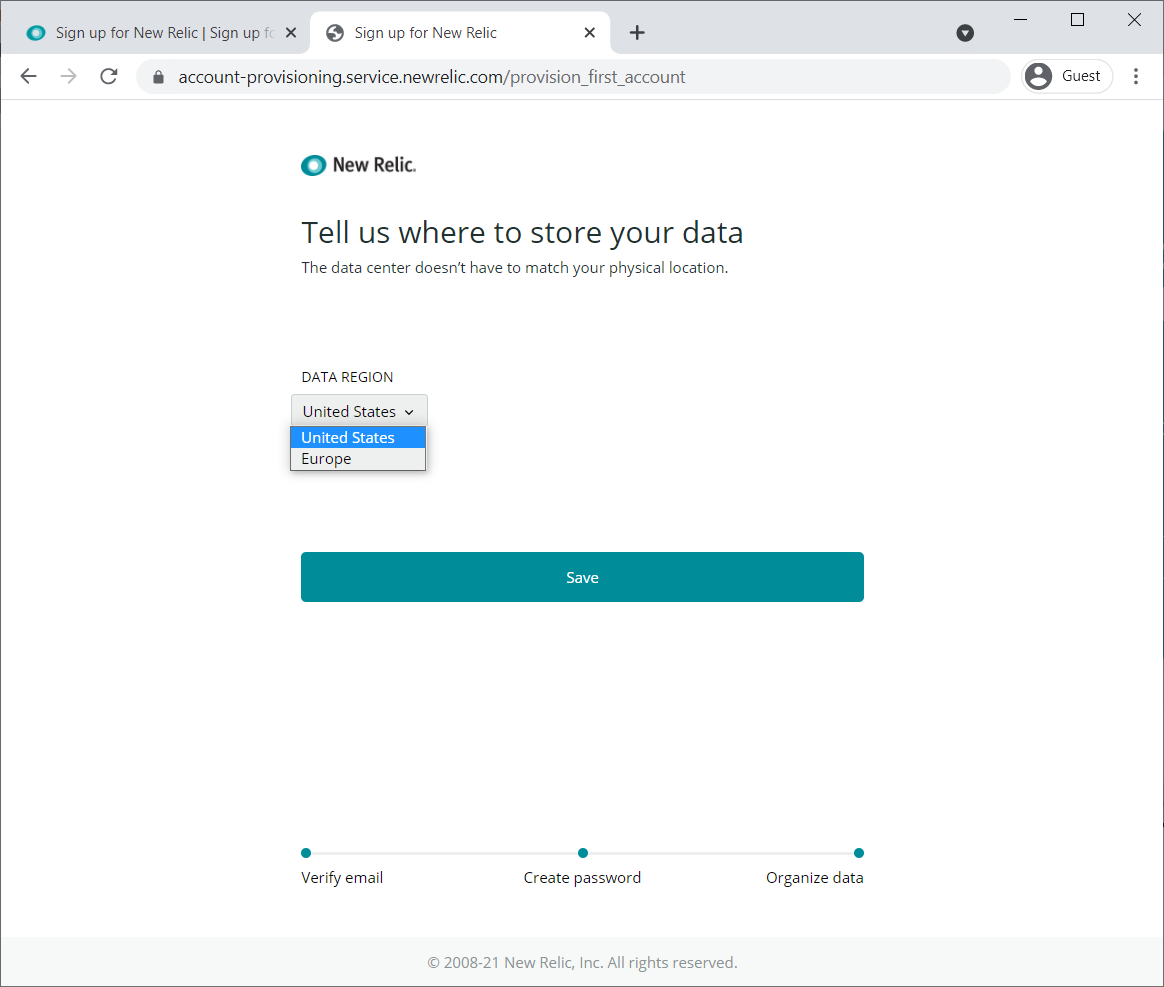 Sign up for New Relic | Sign up fo
Sign up for New Relic
account-provisioning.service.newrelic.com/provision_first_account
Guest
New Relic.
Tell us where to store your data
The data center doesn’t have to match your physical location.
DATA REGION
United States
United States
Europe
Save
Verify email
Create password
Organize data
© 2008-21 New Relic, Inc. All rights reserved.